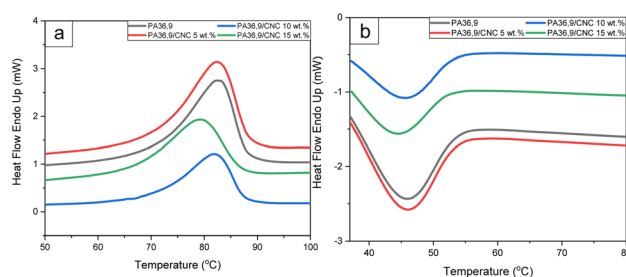 a
PA36,9
PA36,9/CNC 10 wt.%
PA36,9/CNC 5 wt.%
PA36,9/CNC 15 wt.%
Heat Flow Endo Up (mW)
4
3
2
1
0
50
60
70
80
90
100
Temperature (°C)
b
PA36,9
PA36,9/CNC 10 wt.%
PA36,9/CNC 5 wt.%
PA36,9/CNC 15 wt.%
Heat Flow Endo Up (mW)
0
-1
-2
-3
40
50
60
70
80
Temperature (°C)